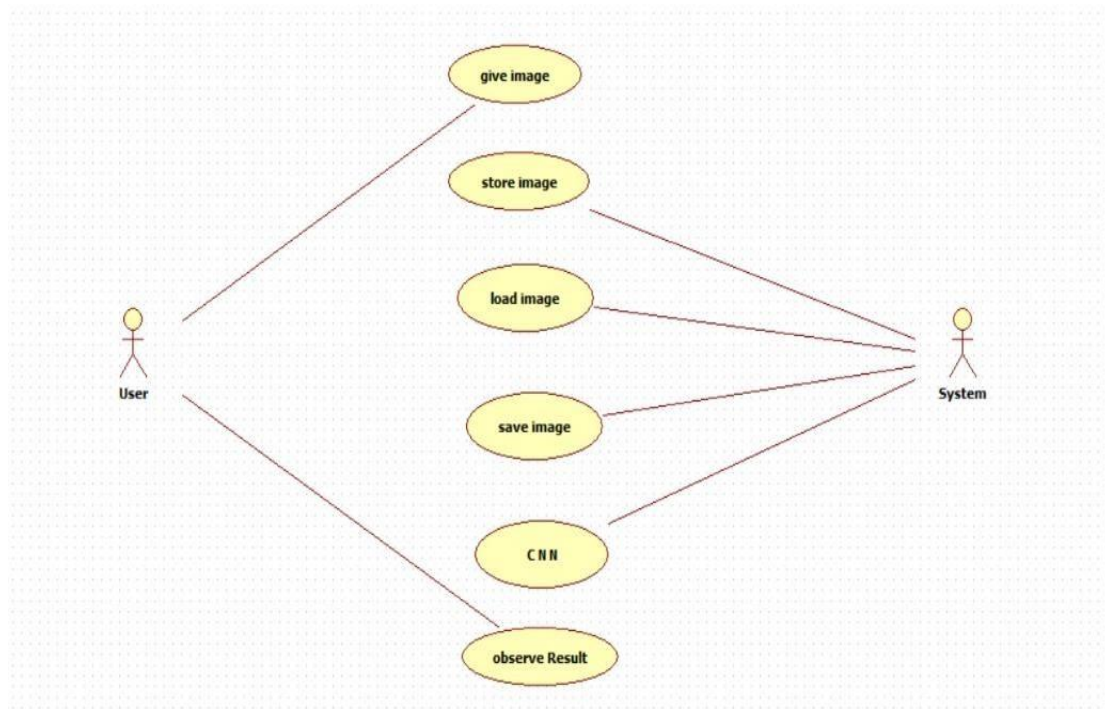 give image
store image
load image
User
System
save image
C N N
observe Result